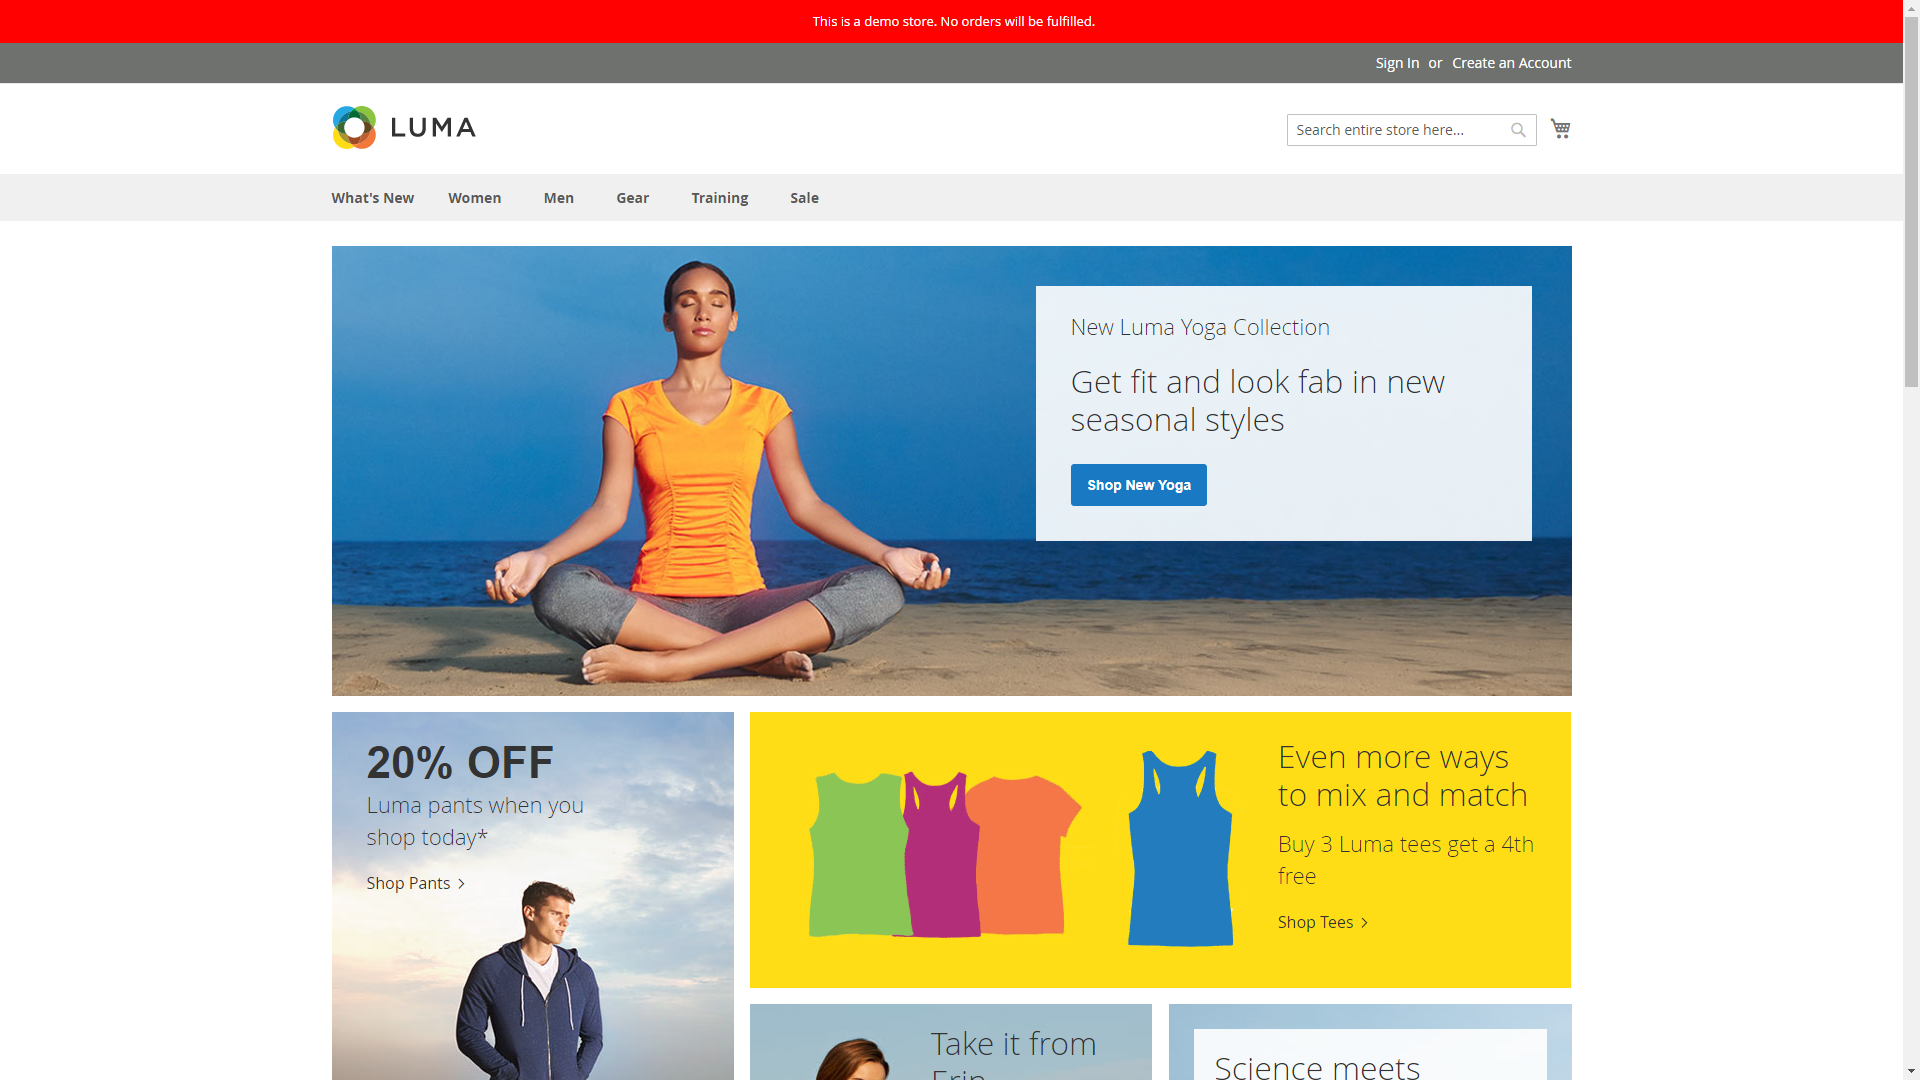 This is a demo store. No orders will be fulfilled.
Sign In or Create an Account
LUMA
Search entire store here...
What's New Women Men Gear Training Sale
New Luma Yoga Collection
Get fit and look fab in new
seasonal styles
Shop New Yoga
20% OFF
Luma pants when you
shop today*
Shop Pants
Even more ways
to mix and match
Buy 3 Luma tees get a 4th
free
Shop Tees
Take it from
Erin
Science meets